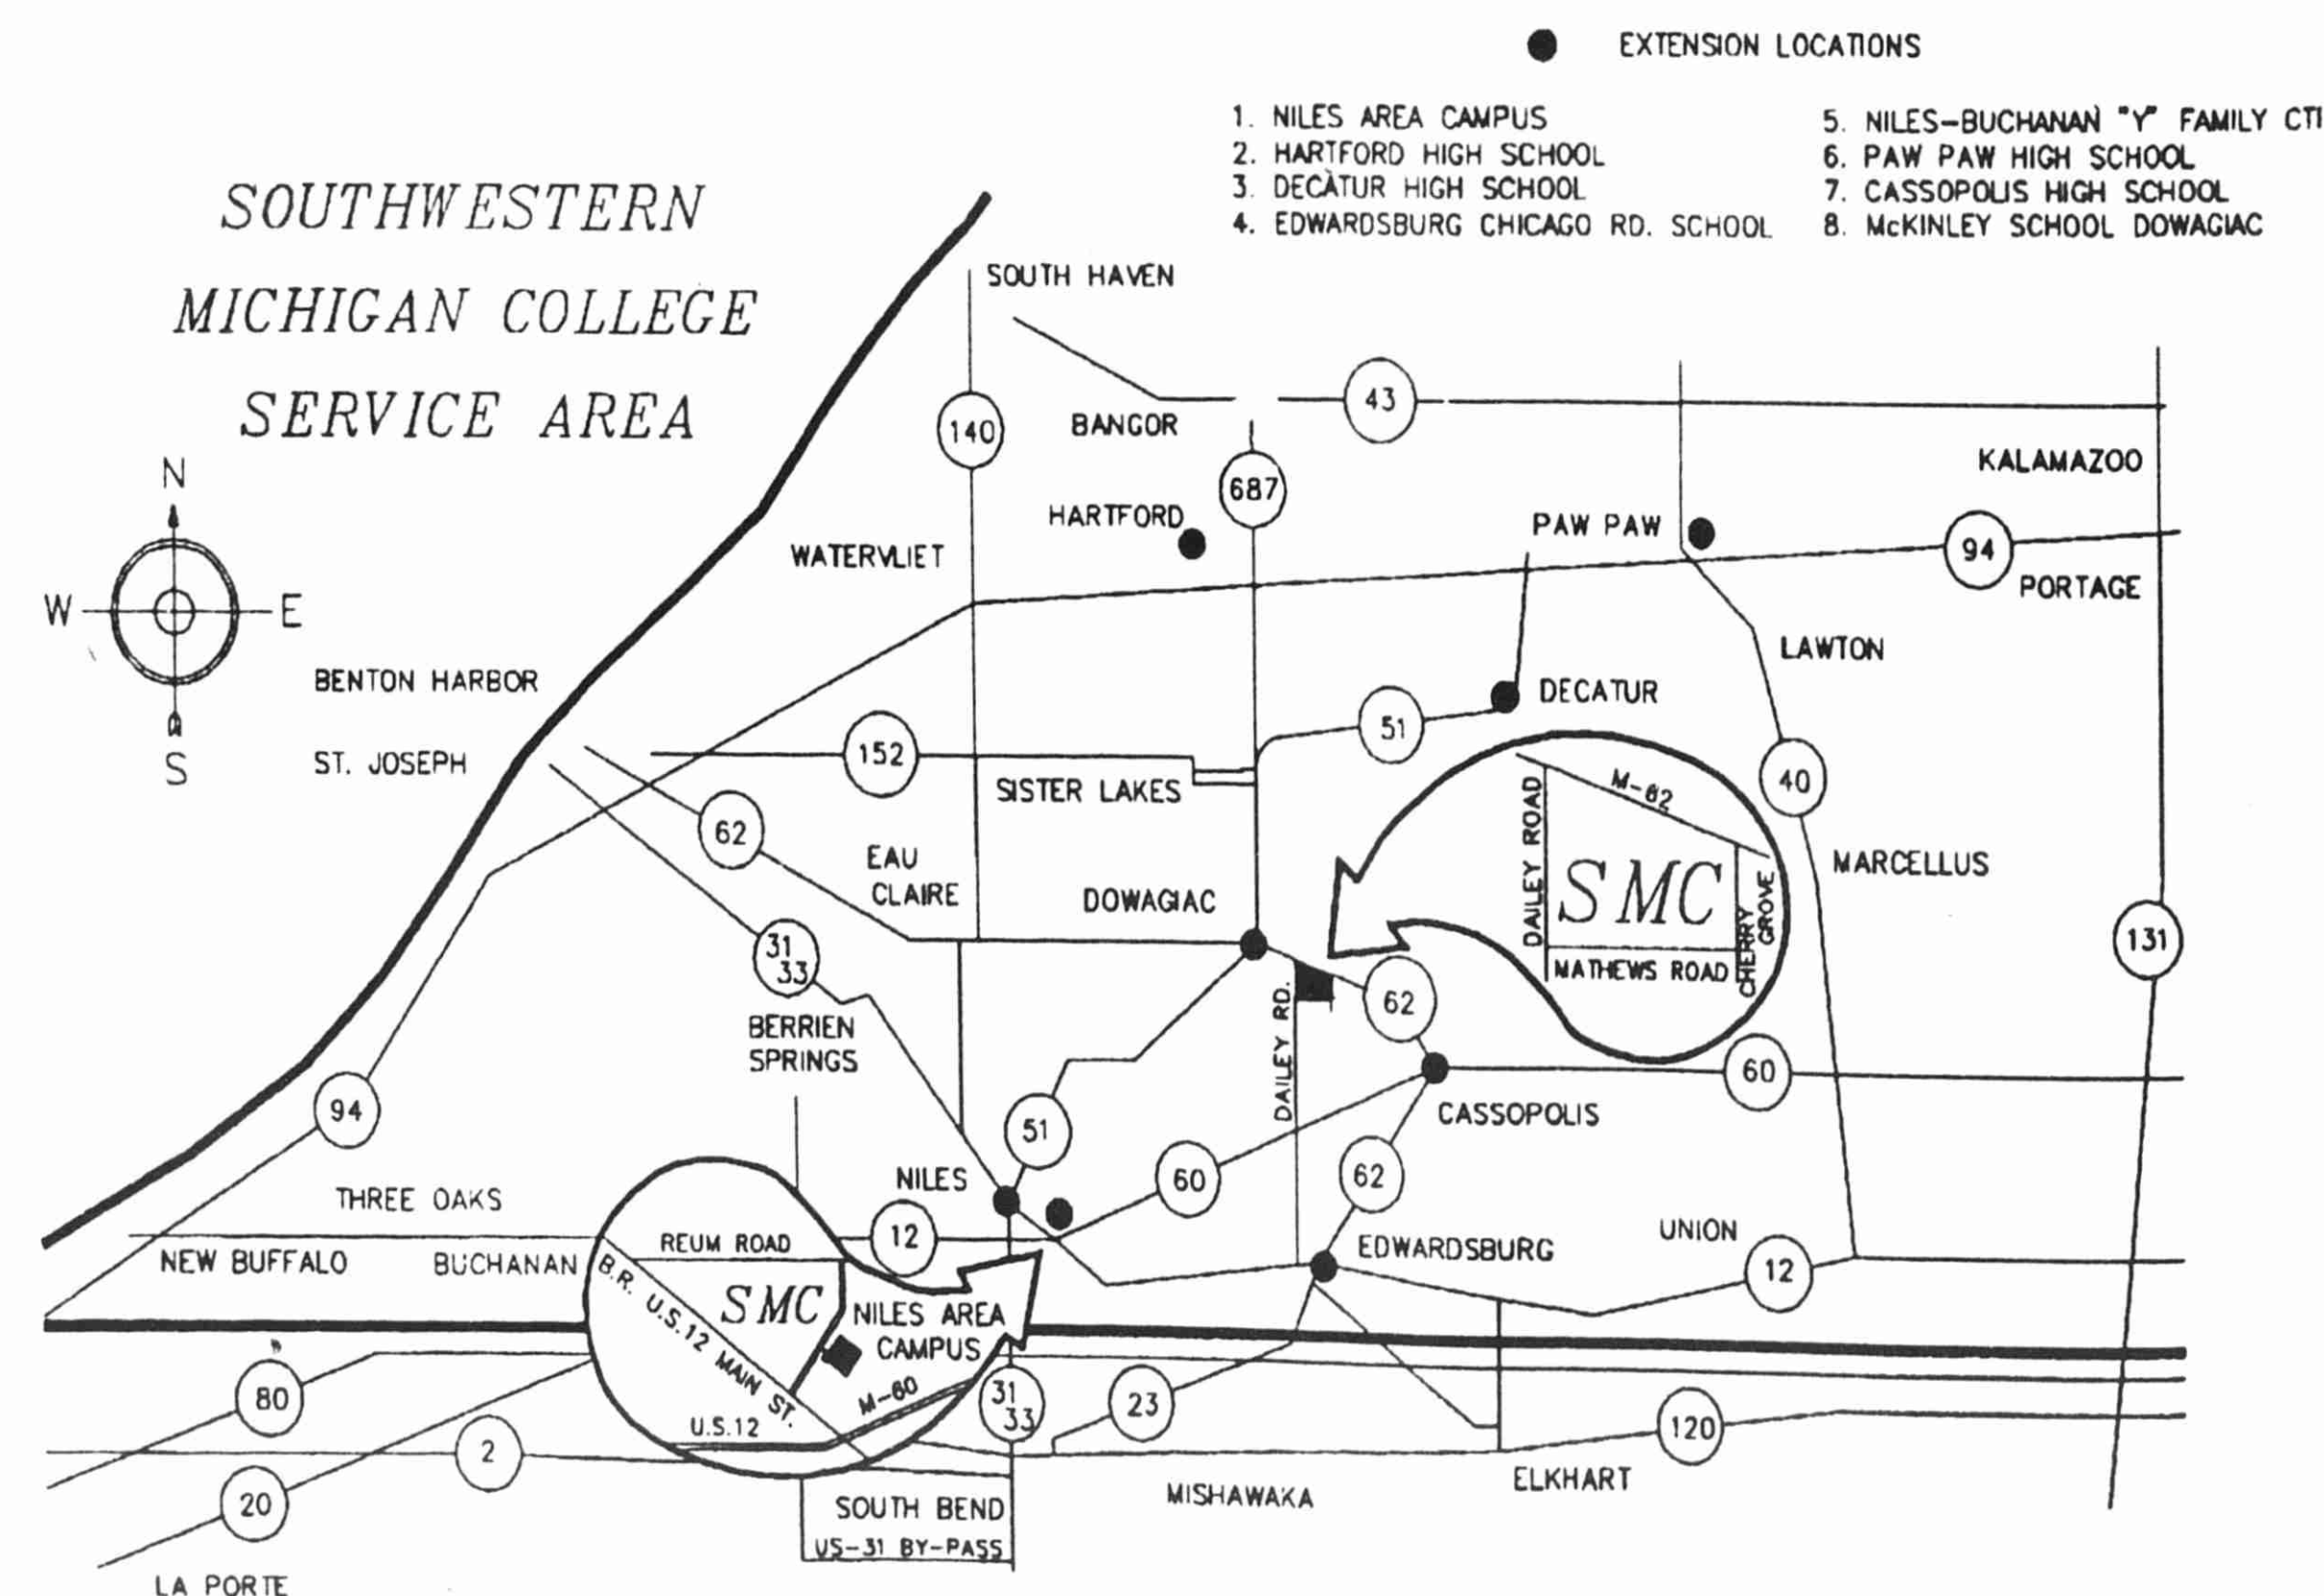 EXTENSION LOCATIONS
1. NILES AREA CAMPUS
2. HARTFORD HIGH SCHOOL
3. DECATUR HIGH SCHOOL
4. EDWARDSBURG CHICAGO RD. SCHOOL
5. NILES-BUCHANAN "Y" FAMILY
6. PAW PAW HIGH SCHOOL
7. CASSOPOLIS HIGH SCHOOL
8. McKINLEY SCHOOL DOWAGIAC
SOUTHWESTERN
MICHIGAN COLLEGE
SERVICE AREA
N
W
E
S
SOUTH HAVEN
43
140
BANGOR
KALAMAZOO
687
HARTFORD
PAW PAW
WATERVLIET
94
PORTAGE
LAWTON
BENTON HARBOR
DECATUR
51
ST. JOSEPH
152
SISTER LAKES
40
62
DAILEY ROAD
M-62
SMC
CHERRY
GROVE
MATHEWS ROAD
EAU
CLAIRE
MARCELLUS
DOWAGIAC
131
31
33
62
BERRIEN
SPRINGS
DAILEY RD.
60
94
CASSOPOLIS
51
60
62
NILES
THREE OAKS
12
UNION
EDWARDSBURG
12
NEW BUFFALO
BUCHANAN
REUM ROAD
B.R. U.S.12 MAIN ST.
SMC
NILES AREA
CAMPUS
M-60
U.S.12
80
31
33
23
120
2
20
MISHAWAKA
ELKHART
SOUTH BEND
US-31 BY-PASS
LA PORTE